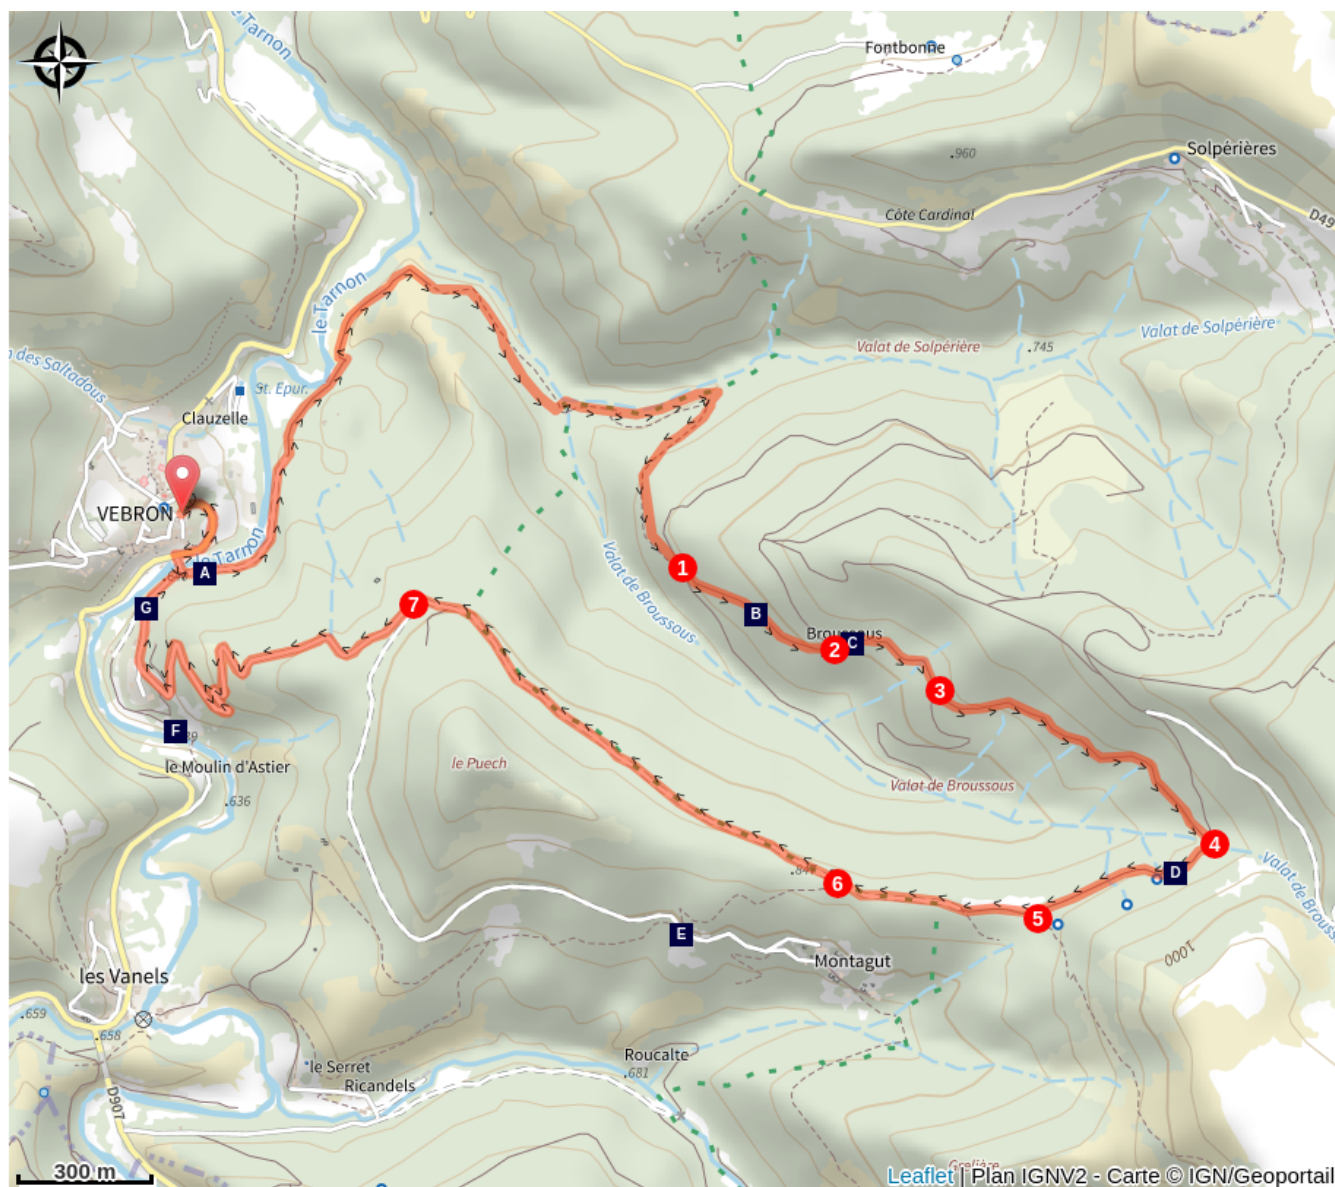 le Tarnon
Fontbonne
.960
Solpérières
Côte Cardinal
D49
le Tarnon
Valat de Solpérière
Valat de Solpérière
.745
n des Saltadous
St. Epur.
Clauzelle
VEBRON
le Tarnon
A
1
G
7
B
Valat de Broussous
Broussous
2
C
3
F
le Moulin d'Astier
.636
le Puech
Valat de Broussous
4
D
Valat de Brouss
6
5
E
Montagut
1000
les Vanels
.659
.658
le Serret
Ricandels
Roucalte
.681
D907
300 m
Grelière
Leaflet | Plan IGNV2 - Carte © IGN/Geoportail